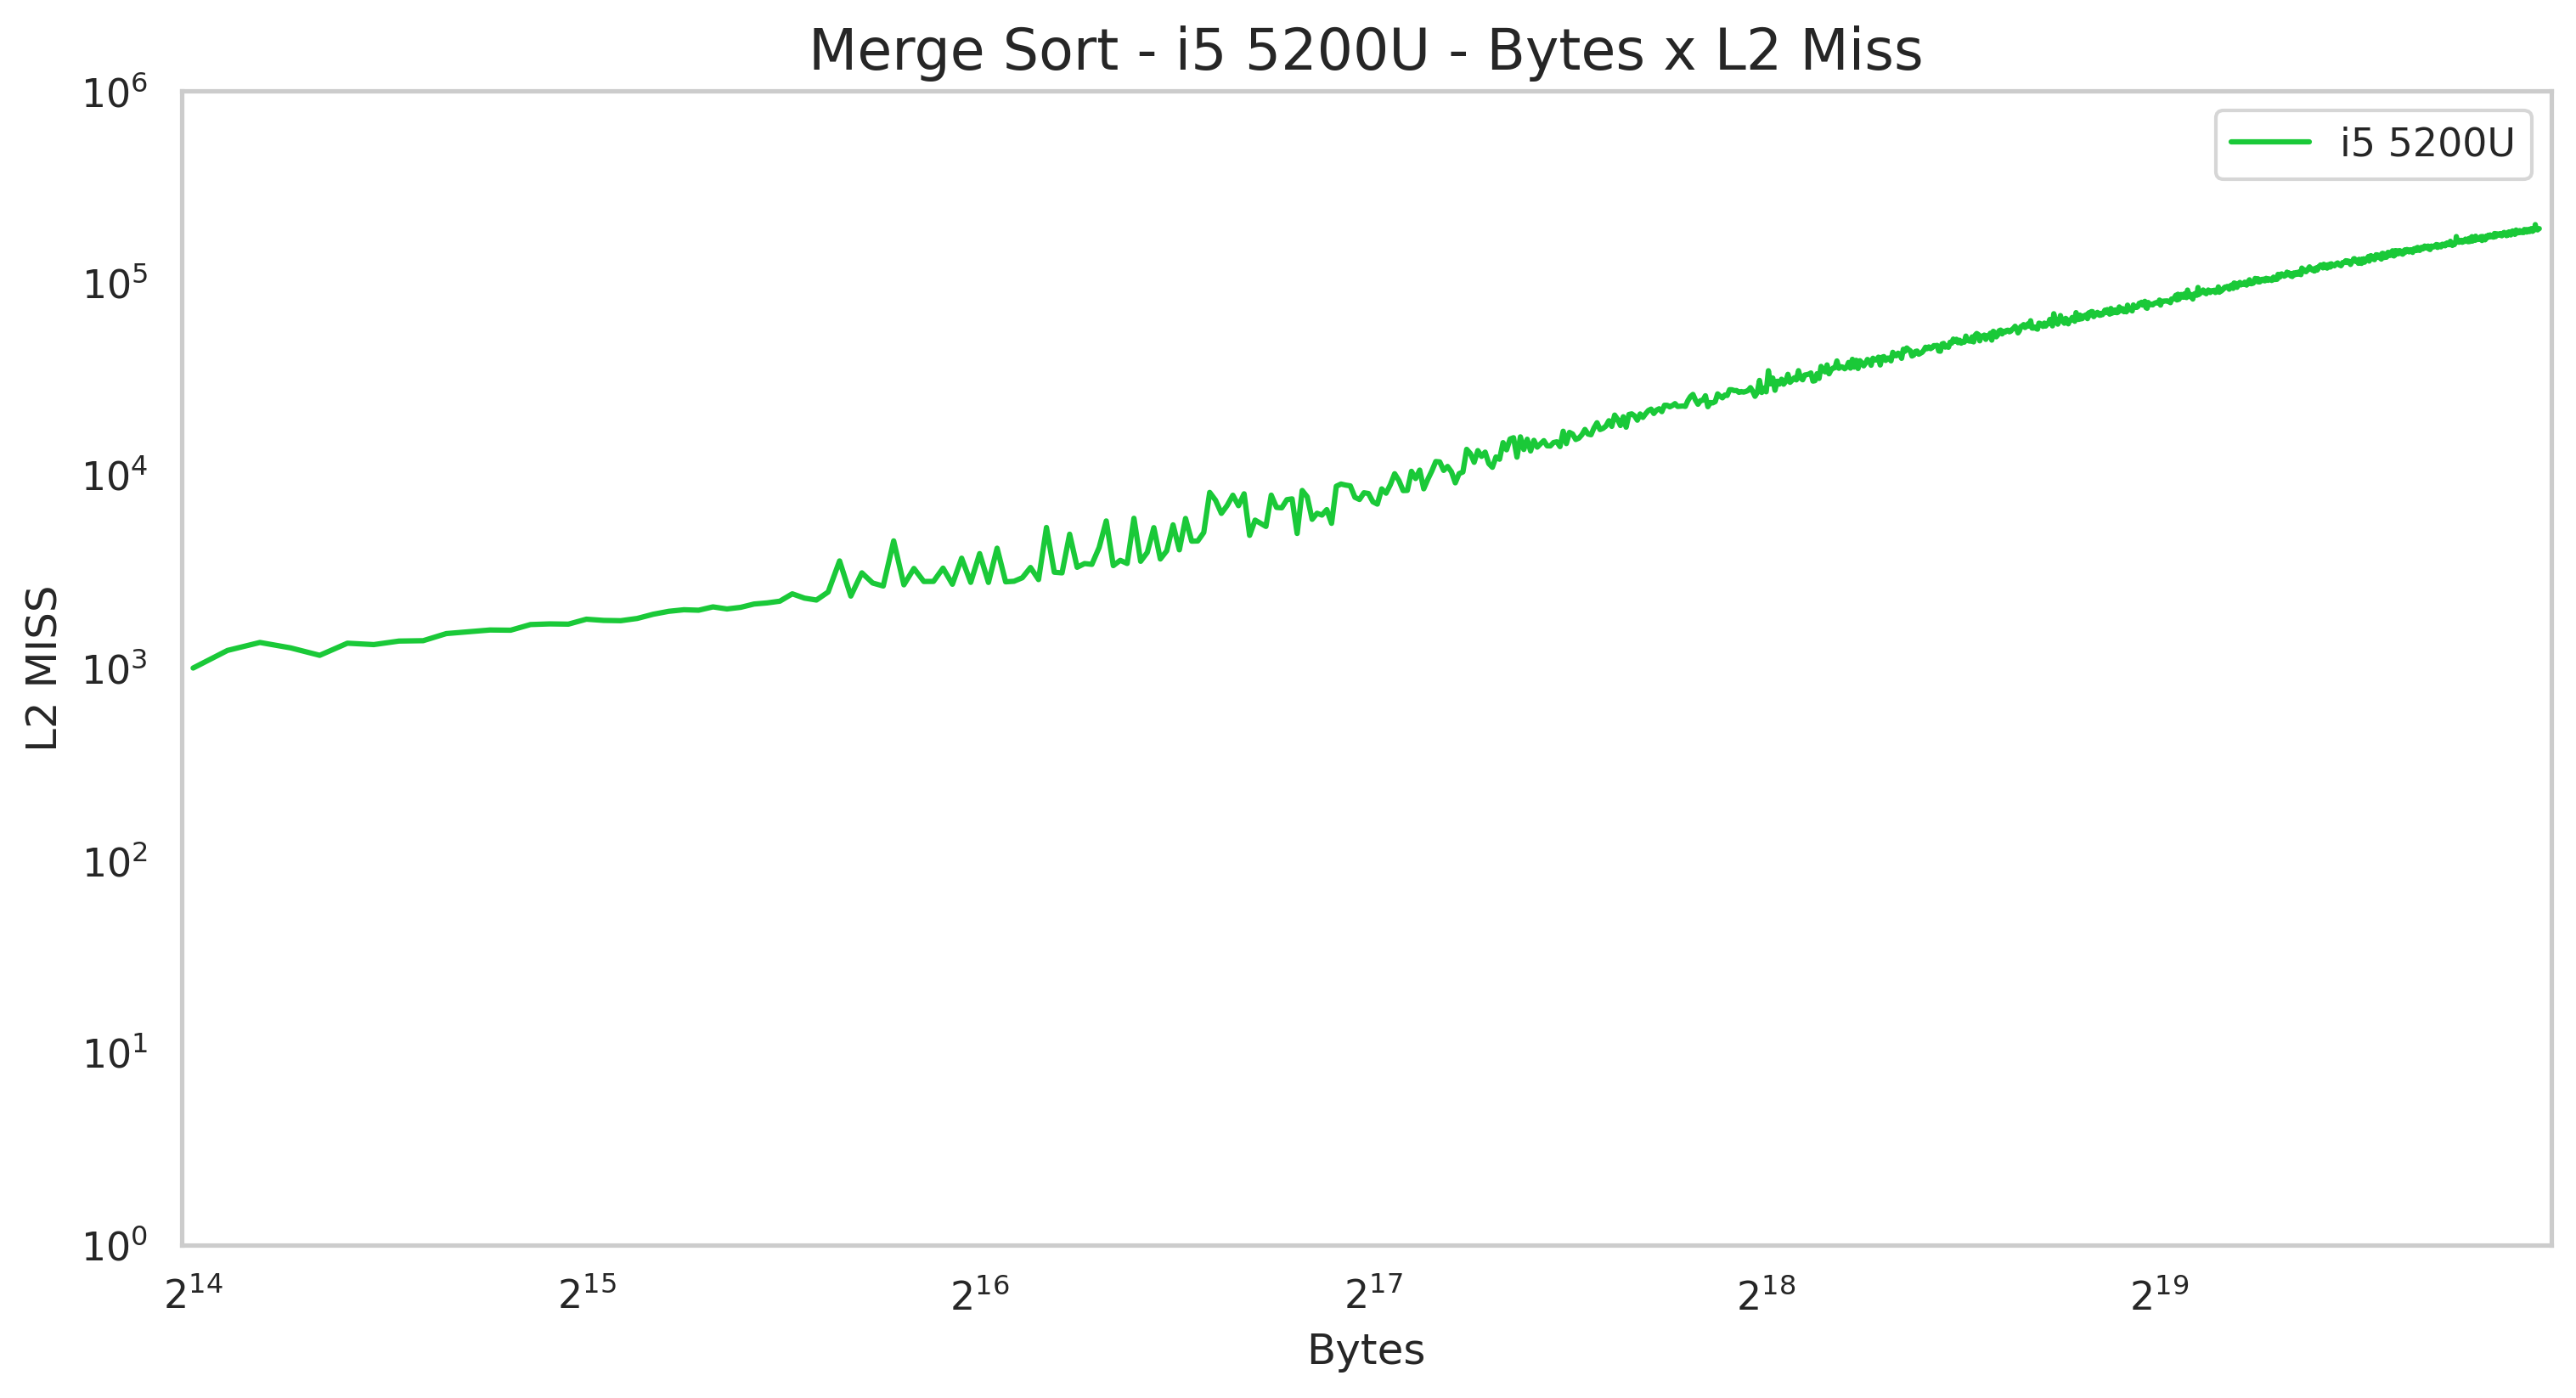 Merge Sort - i5 5200U - Bytes x L2 Miss
i5 5200U
L2 MISS
10⁶
10⁵
10⁴
10³
10²
10¹
10⁰
2¹⁴ 2¹⁵ 2¹⁶ 2¹⁷ 2¹⁸ 2¹⁹
Bytes